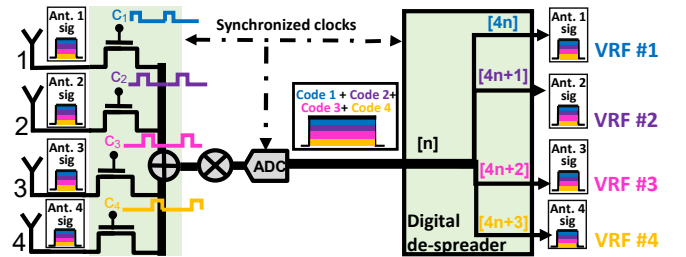 Ant. 1
sig
C1
1
Ant. 2
sig
C2
2
Ant. 3
sig
C3
3
Ant. 4
sig
C4
4
Synchronized clocks
ADC
Code 1 + Code 2+
Code 3+ Code 4
[n]
Digital
de-spreader
[4n]
Ant. 1
sig
VRF #1
[4n+1]
Ant. 2
sig
VRF #2
[4n+2]
Ant. 3
sig
VRF #3
[4n+3]
Ant. 4
sig
VRF #4